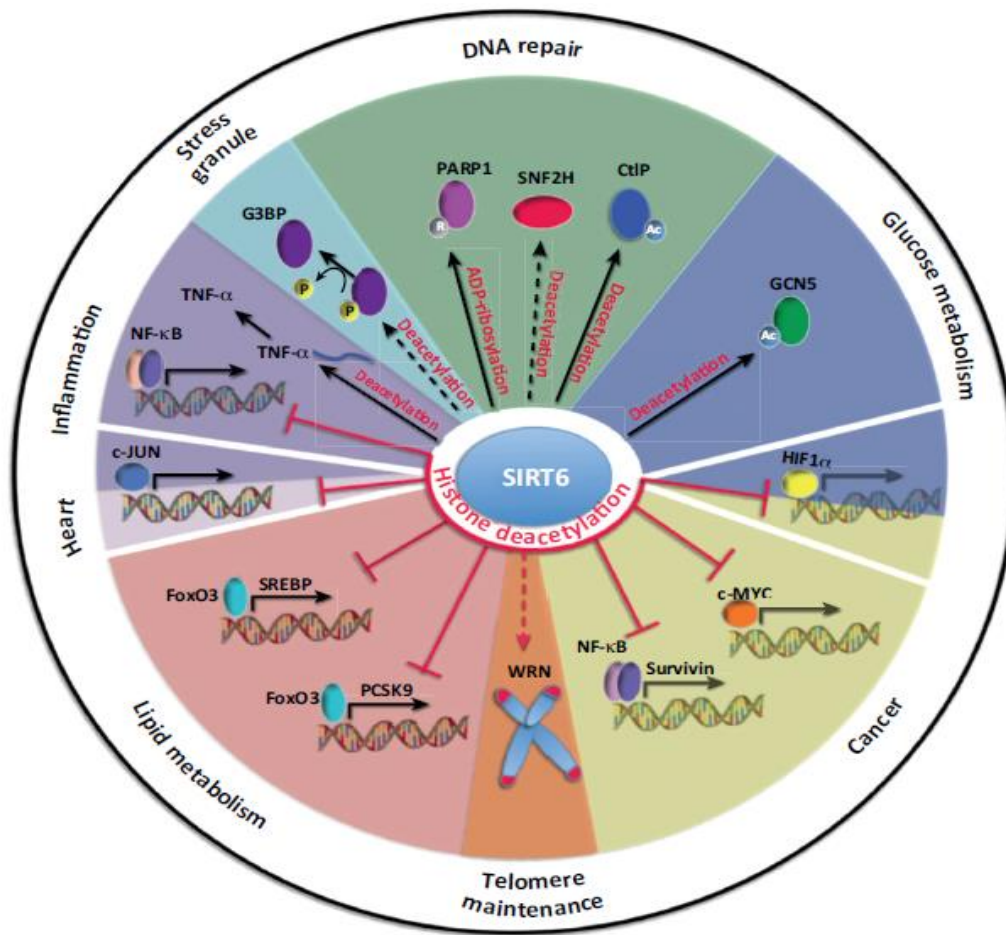 DNA repair
Stress
granule
PARP1
SNF2H
CtIP
G3BP
R
Ac
Glucose metabolism
GCN5
Ac
P
P
TNF-α
ADP-ribosylation
Deacetylation
Deacetylation
Inflammation
NF-κB
TNF-α
Deacetylation
Deacetylation
Deacetylation
c-JUN
SIRT6
HIF1α
Histone deacetylation
Heart
FoxO3
SREBP
c-MYC
NF-κB
Survivin
FoxO3
PCSK9
WRN
Lipid metabolism
Cancer
Telomere
maintenance